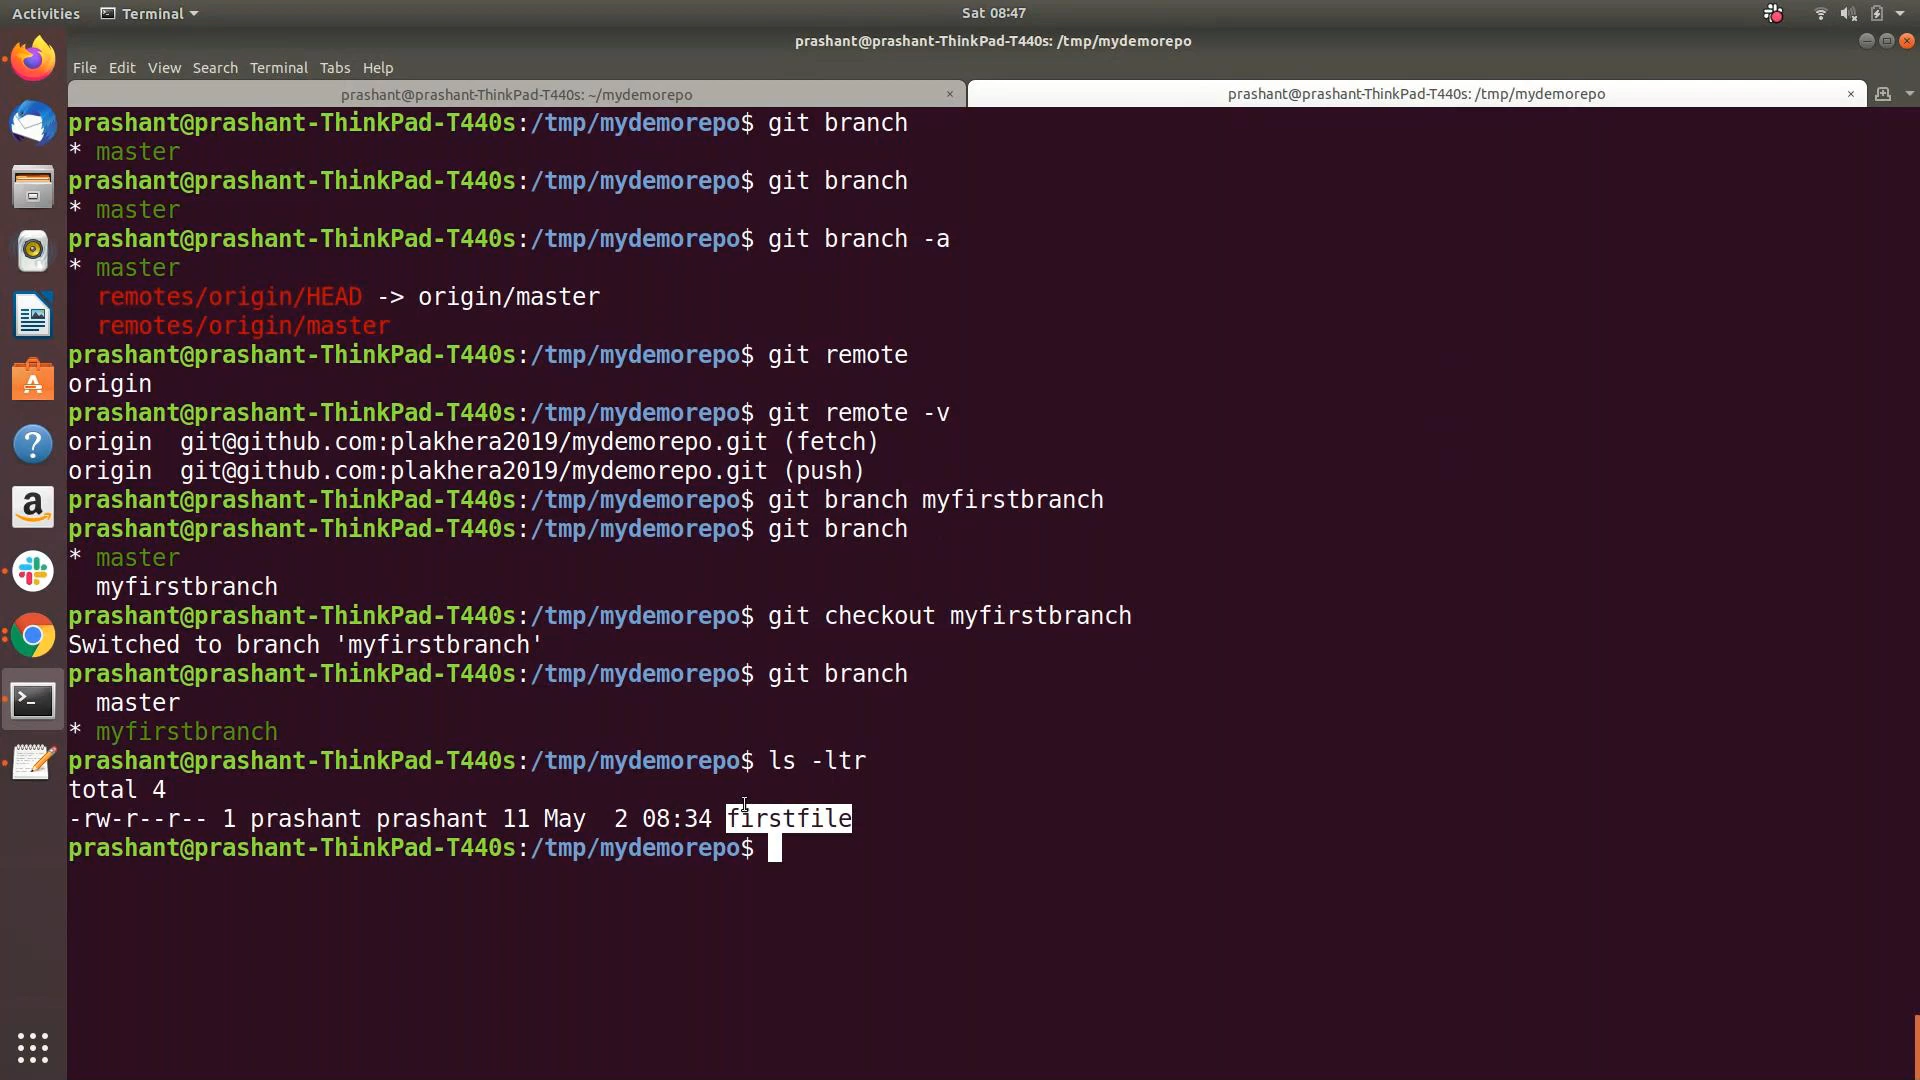 Activities Terminal Sat 08:47
prashant@prashant-ThinkPad-T440s: /tmp/mydemorepo
File Edit View Search Terminal Tabs Help
prashant@prashant-ThinkPad-T440s: ~/mydemorepo × prashant@prashant-ThinkPad-T440s: /tmp/mydemorepo ×
prashant@prashant-ThinkPad-T440s:/tmp/mydemorepo$ git branch
* master
prashant@prashant-ThinkPad-T440s:/tmp/mydemorepo$ git branch
* master
prashant@prashant-ThinkPad-T440s:/tmp/mydemorepo$ git branch -a
* master
  remotes/origin/HEAD -> origin/master
  remotes/origin/master
prashant@prashant-ThinkPad-T440s:/tmp/mydemorepo$ git remote
origin
prashant@prashant-ThinkPad-T440s:/tmp/mydemorepo$ git remote -v
origin  git@github.com:plakhera2019/mydemorepo.git (fetch)
origin  git@github.com:plakhera2019/mydemorepo.git (push)
prashant@prashant-ThinkPad-T440s:/tmp/mydemorepo$ git branch myfirstbranch
prashant@prashant-ThinkPad-T440s:/tmp/mydemorepo$ git branch
* master
  myfirstbranch
prashant@prashant-ThinkPad-T440s:/tmp/mydemorepo$ git checkout myfirstbranch
Switched to branch 'myfirstbranch'
prashant@prashant-ThinkPad-T440s:/tmp/mydemorepo$ git branch
  master
* myfirstbranch
prashant@prashant-ThinkPad-T440s:/tmp/mydemorepo$ ls -ltr
total 4
-rw-r--r-- 1 prashant prashant 11 May  2 08:34 firstfile
prashant@prashant-ThinkPad-T440s:/tmp/mydemorepo$